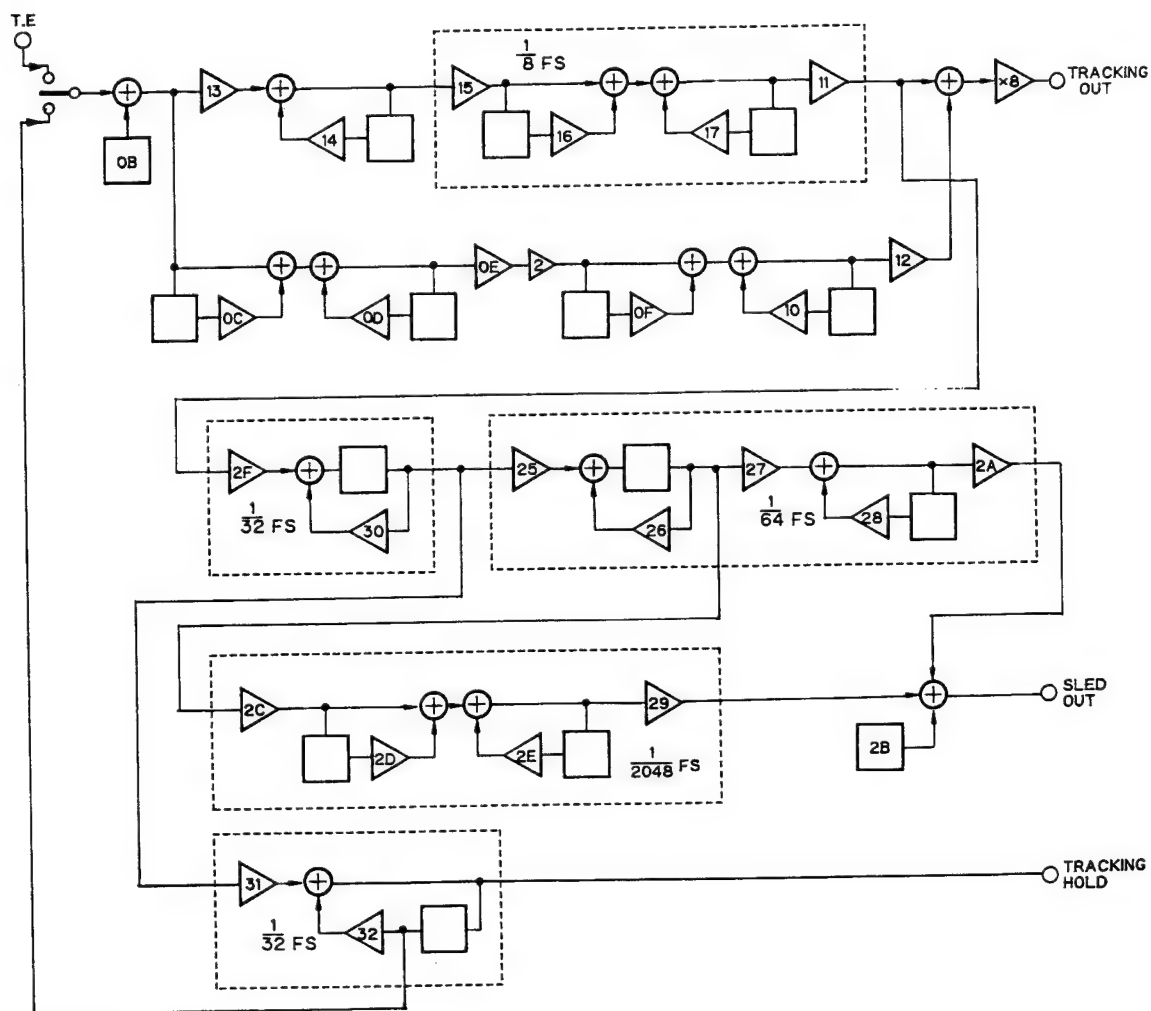 T.E
0B
13
14
15
1/8 FS
16
17
11
×8
TRACKING OUT
0C
0D
0E
2
0F
10
12
2F
30
1/32 FS
25
26
27
28
1/64 FS
2A
2C
2D
2E
29
1/2048 FS
2B
SLED OUT
31
32
1/32 FS
TRACKING HOLD